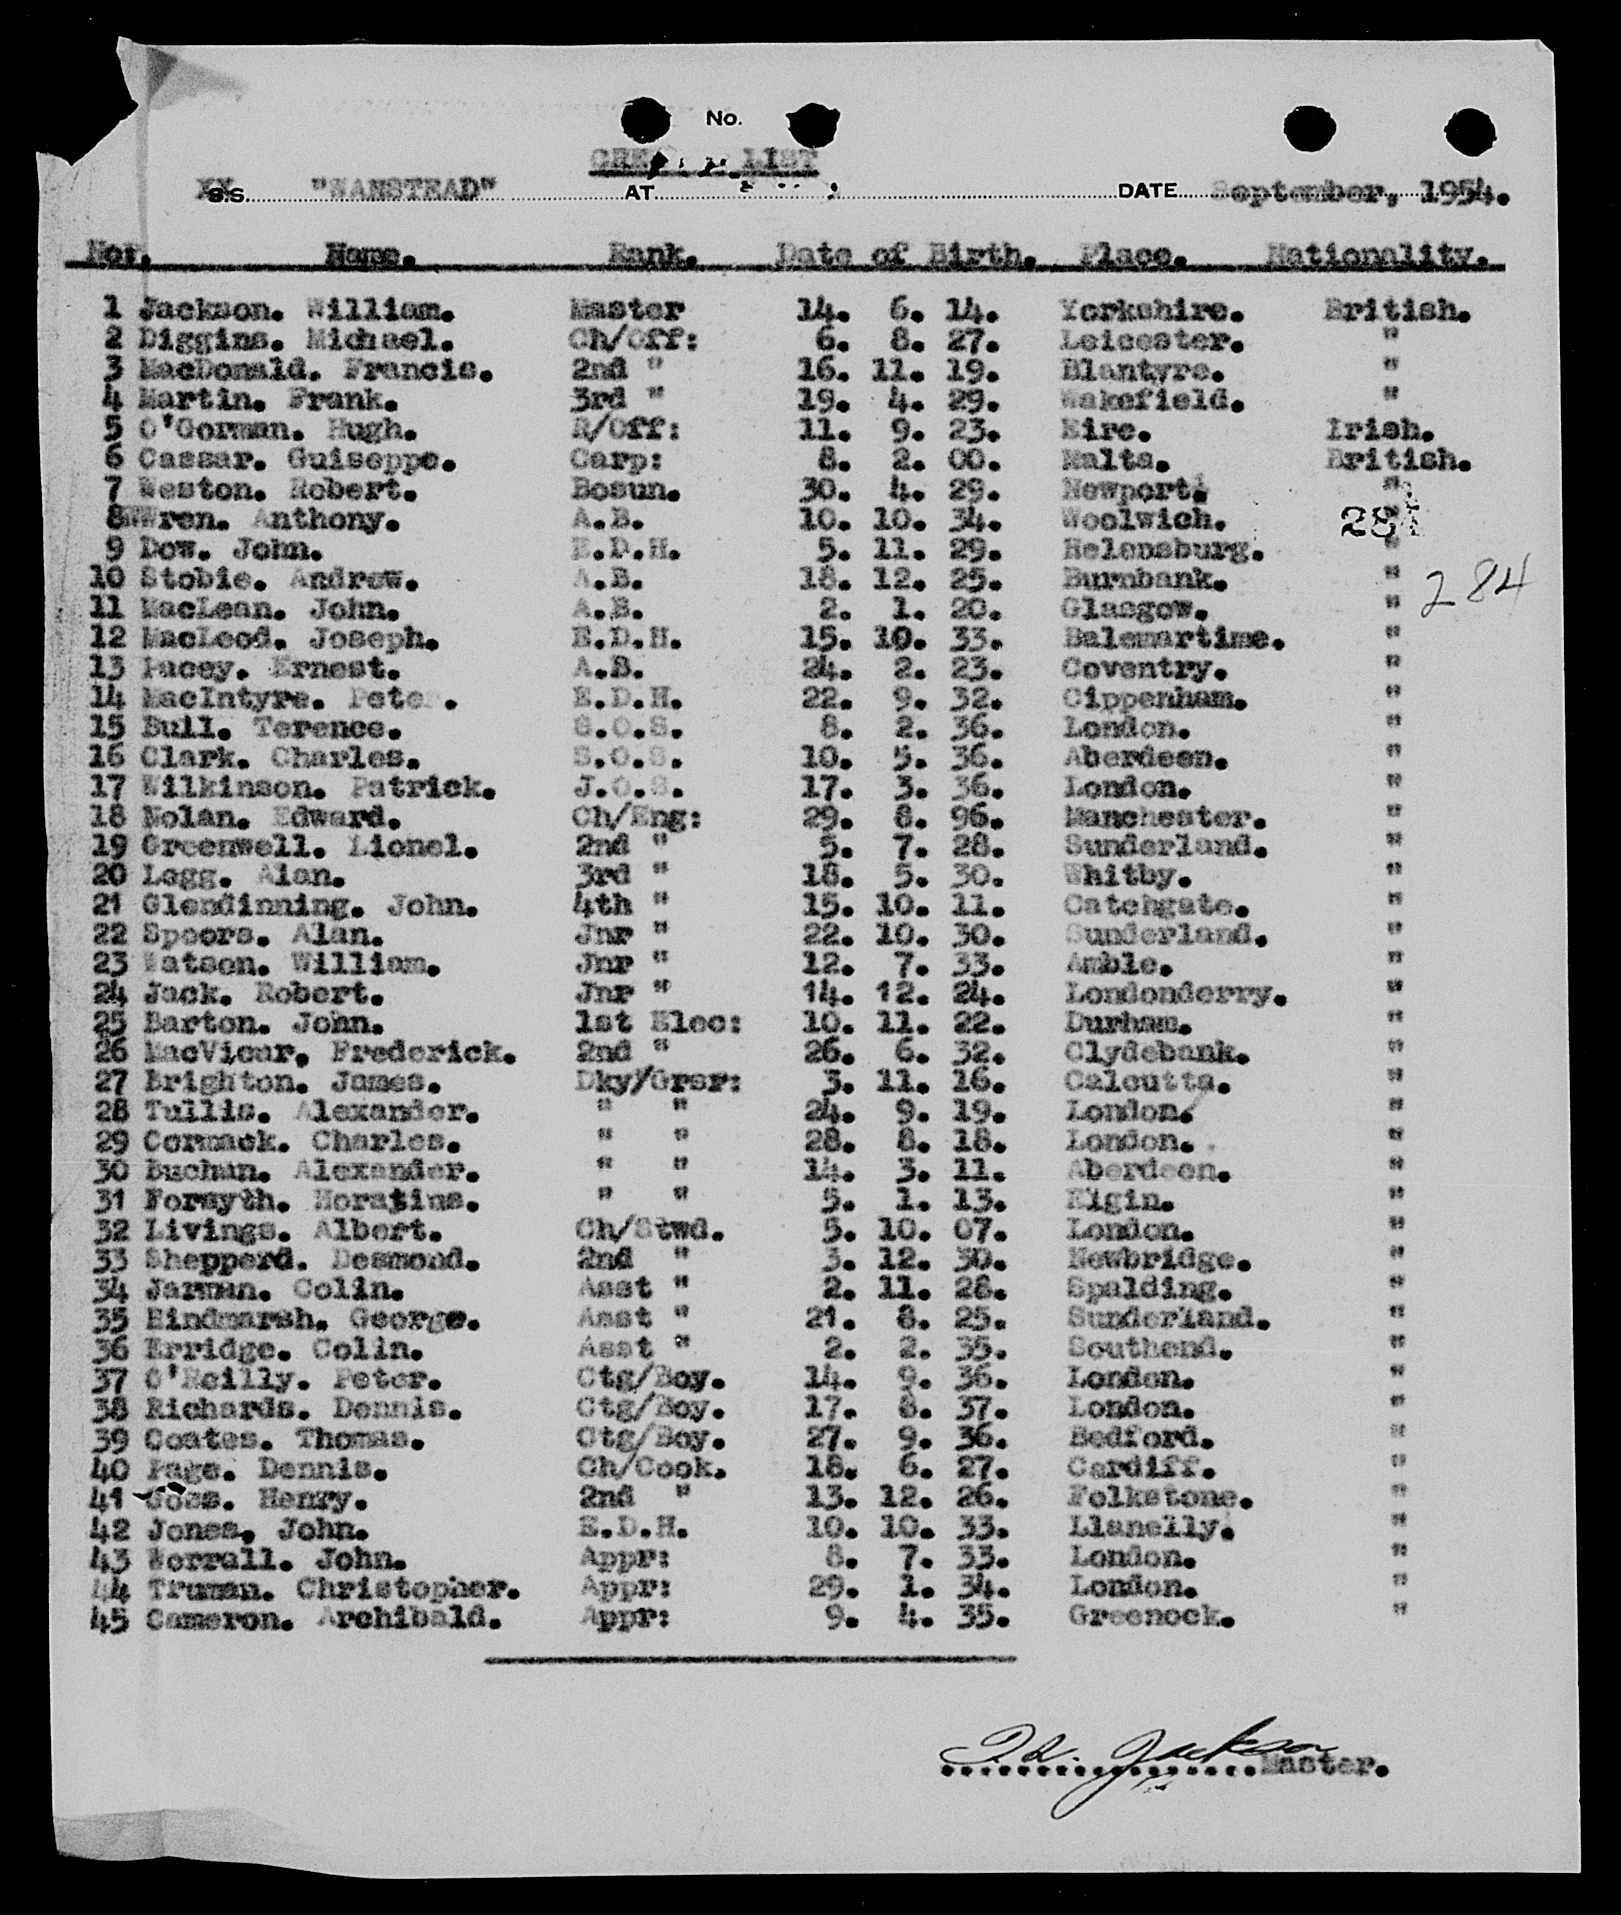 No.
LIST
S.S. "WANSTEAD" AT DATE September, 1954.
Nor. Name. Rank. Date of Birth. Place. Nationality.
1 Jackson. William. Master 14. 6. 14. Yorkshire. British.
2 Diggins. Michael. Ch/Off: 6. 8. 27. Leicester. "
3 MacDonald. Francis. 2nd " 16. 11. 19. Blantyre. "
4 Martin. Frank. 3rd " 19. 4. 29. Wakefield. "
5 O'Gorman. Hugh. R/Off: 11. 9. 23. Eire. Irish.
6 Cassar. Guiseppe. Carp: 8. 2. 00. Malta. British.
7 Weston. Robert. Bosun. 30. 4. 29. Newport. "
8 Wren. Anthony. A.B. 10. 10. 34. Woolwich. "
9 Dow. John. E.D.H. 5. 11. 29. Helensburg. "
10 Stobie. Andrew. A.B. 18. 12. 25. Burnbank. " 284
11 MacLean. John. A.B. 2. 1. 20. Glasgow. "
12 MacLeod. Joseph. E.D.H. 15. 10. 33. Balemartime. "
13 Pacey. Ernest. A.B. 24. 2. 23. Coventry. "
14 MacIntyre. Pete . E.D.H. 22. 9. 32. Cippenham. "
15 Bull. Terence. S.O.S. 8. 2. 36. London. "
16 Clark. Charles. S.O.S. 10. 5. 36. Aberdeen. "
17 Wilkinson. Patrick. J.O.S. 17. 3. 36. London. "
18 Nolan. Edward. Ch/Eng: 29. 8. 96. Manchester. "
19 Greenwell. Lionel. 2nd " 5. 7. 28. Sunderland. "
20 Legg. Alan. 3rd " 18. 5. 30. Whitby. "
21 Glendinning. John. 4th " 15. 10. 11. Catchgate. "
22 Speors. Alan. Jnr " 22. 10. 30. Sunderland. "
23 Watson. William. Jnr " 12. 7. 33. Amble. "
24 Jack. Robert. Jnr " 14. 12. 24. Londonderry. "
25 Barton. John. 1st Elec: 10. 11. 22. Durham. "
26 MacVicar, Frederick. 2nd " 26. 6. 32. Clydebank. "
27 Brighton. James. Dky/Grsr: 3. 11. 16. Calcutta. "
28 Tullis. Alexander. " " 24. 9. 19. London. "
29 Cormack. Charles. " " 28. 8. 18. London. "
30 Buchan. Alexander. " " 14. 3. 11. Aberdeen. "
31 Forsyth. Horatius. " " 5. 1. 13. Elgin. "
32 Livings. Albert. Ch/Stwd. 5. 10. 07. London. "
33 Shepperd. Desmond. 2nd " 3. 12. 30. Newbridge. "
34 Jarman. Colin. Asst " 2. 11. 28. Spalding. "
35 Hindmarsh. George. Asst " 21. 8. 25. Sunderland. "
36 Erridge. Colin. Asst " 2. 2. 35. Southend. "
37 O'Reilly. Peter. Ctg/Boy. 14. 9. 36. London. "
38 Richards. Dennis. Ctg/Boy. 17. 8. 37. London. "
39 Coates. Thomas. Ctg/Boy. 27. 9. 36. Bedford. "
40 Page. Dennis. Ch/Cook. 18. 6. 27. Cardiff. "
41 Henry. 2nd " 13. 12. 26. Folkstone. "
42 Jones, John. E.D.H. 10. 10. 33. Llanelly. "
43 Worrall. John. Appr: 8. 7. 33. London. "
44 Truman. Christopher. Appr: 29. 1. 34. London. "
45 Cameron. Archibald. Appr: 9. 4. 35. Greenock. "
W. Jackson Master.